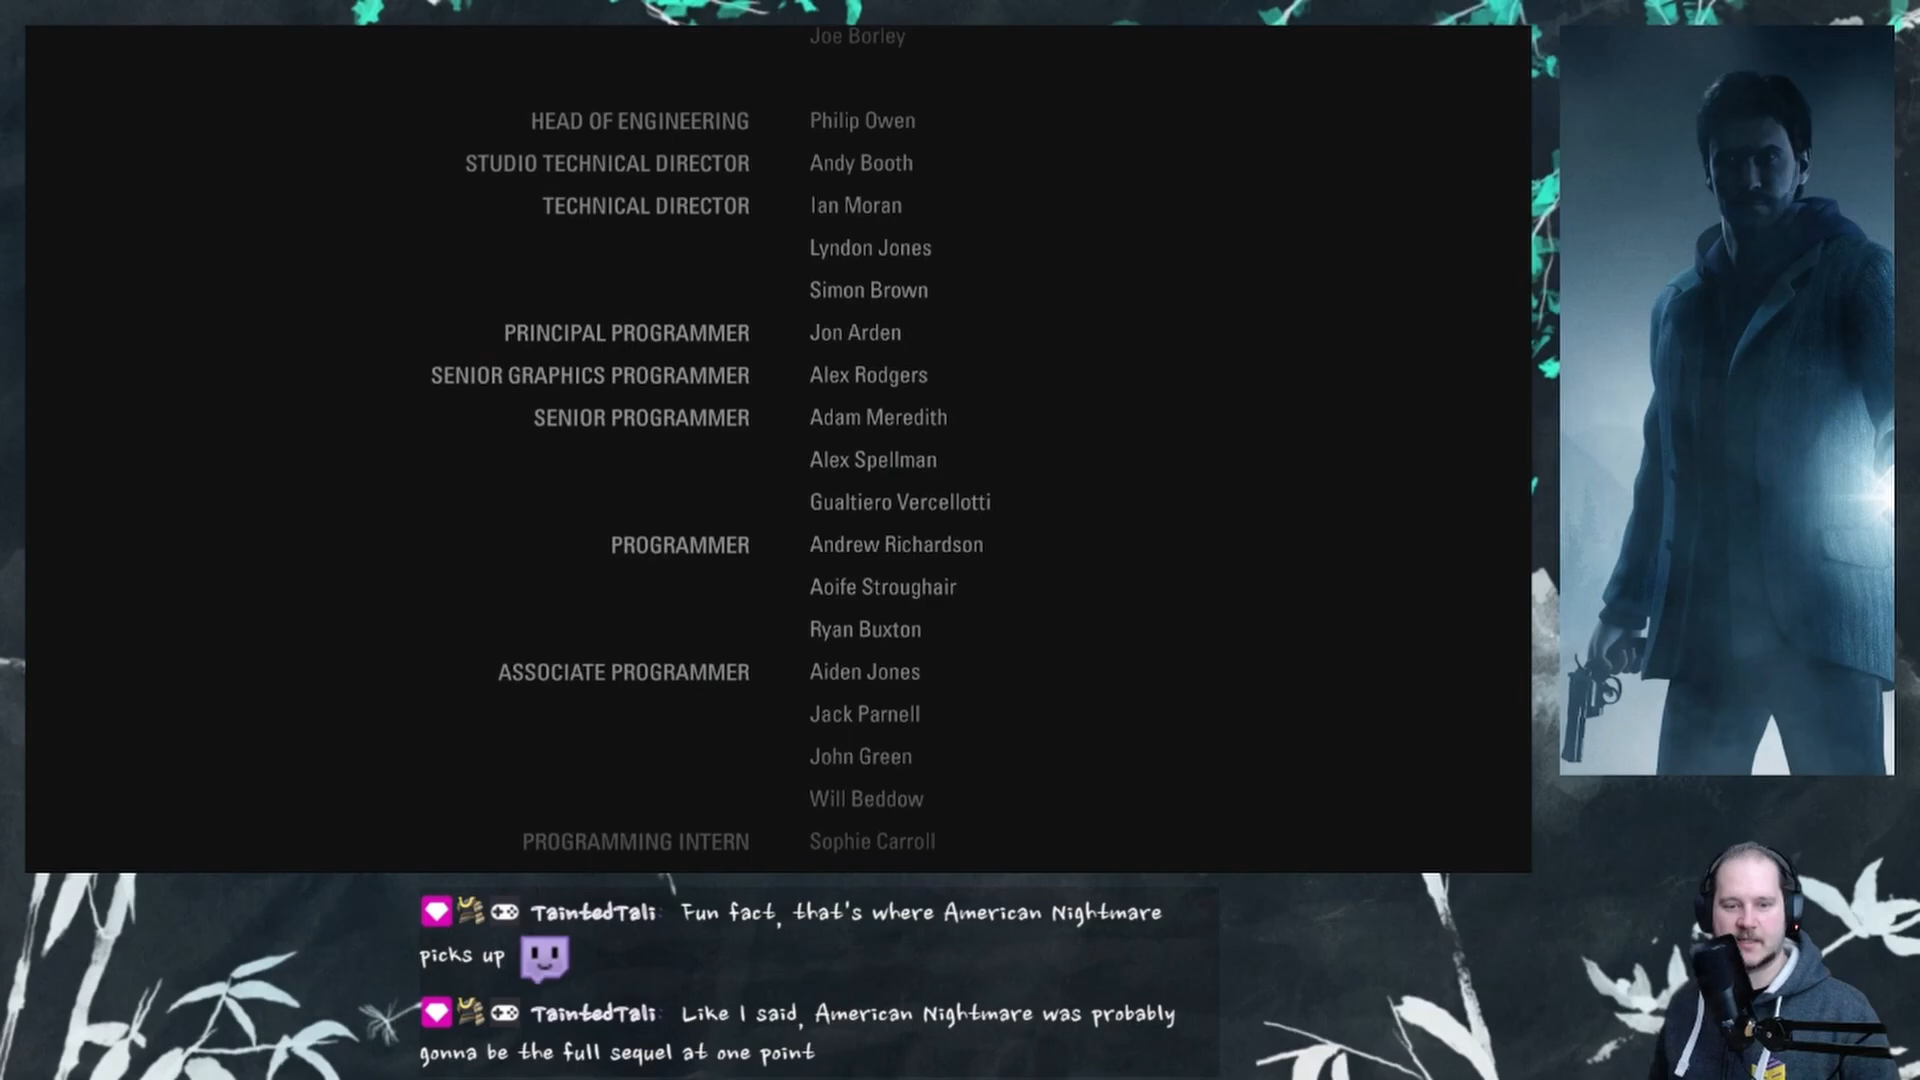 Joe Borley
HEAD OF ENGINEERING Philip Owen
STUDIO TECHNICAL DIRECTOR Andy Booth
TECHNICAL DIRECTOR Ian Moran
Lyndon Jones
Simon Brown
PRINCIPAL PROGRAMMER Jon Arden
SENIOR GRAPHICS PROGRAMMER Alex Rodgers
SENIOR PROGRAMMER Adam Meredith
Alex Spellman
Gualtiero Vercellotti
PROGRAMMER Andrew Richardson
Aoife Stroughair
Ryan Buxton
ASSOCIATE PROGRAMMER Aiden Jones
Jack Parnell
John Green
Will Beddow
PROGRAMMING INTERN Sophie Carroll
TaintedTali: Fun fact, that's where American Nightmare
picks up
TaintedTali: Like I said, American Nightmare was probably
gonna be the full sequel at one point